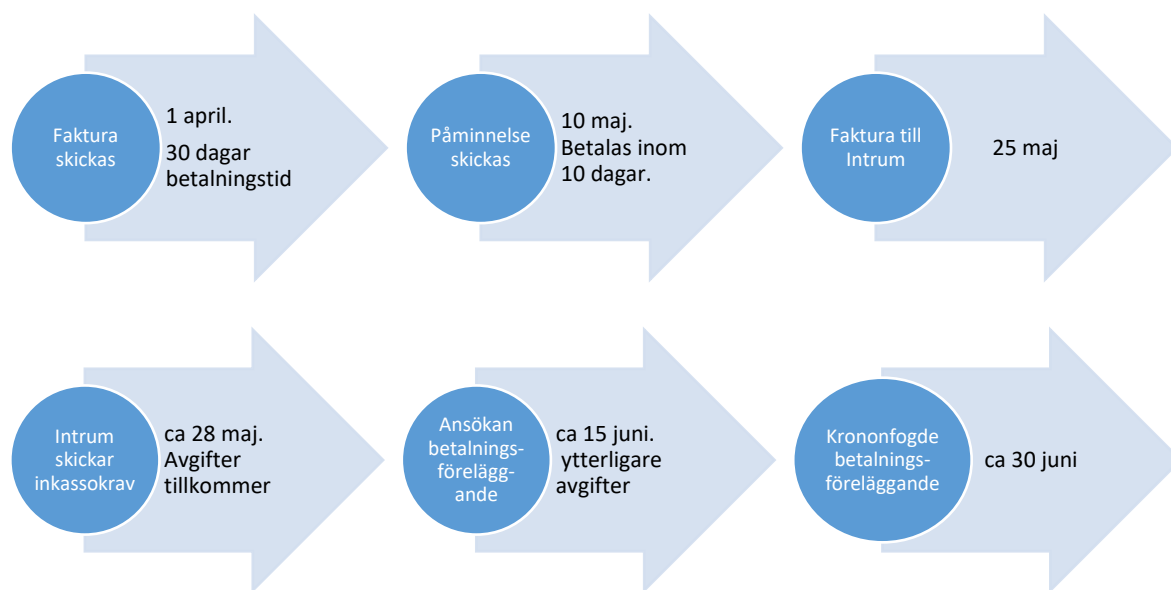 Faktura
skickas
1 april.
30 dagar
betalningstid
Påminnelse
skickas
10 maj.
Betalas inom
10 dagar.
Faktura till
Intrum
25 maj
Intrum
skickar
inkassokrav
ca 28 maj.
Avgifter
tillkommer
Ansökan
betalnings-
föreläggg-
ande
ca 15 juni.
ytterligare
avgifter
Krononfogde
betalnings-
föreläggande
ca 30 juni